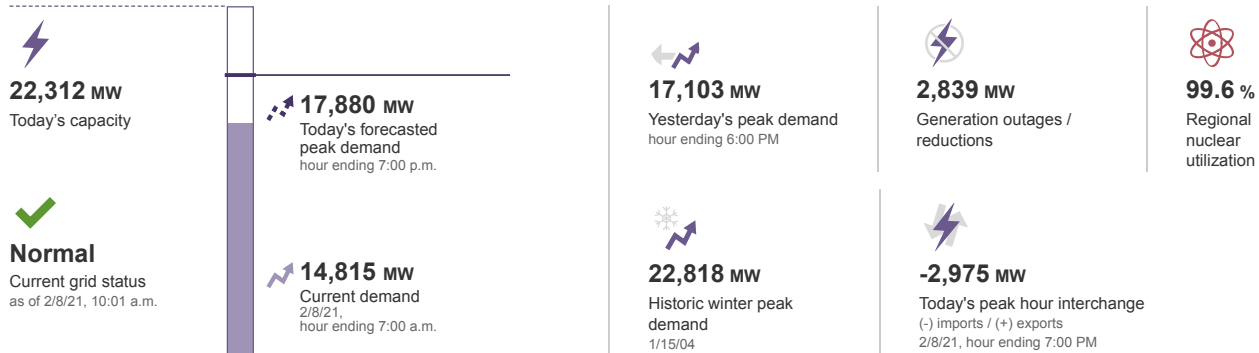 22,312 MW
Today's capacity
Normal
Current grid status
as of 2/8/21, 10:01 a.m.
17,880 MW
Today's forecasted
peak demand
hour ending 7:00 p.m.
14,815 MW
Current demand
2/8/21,
hour ending 7:00 a.m.
17,103 MW
Yesterday's peak demand
hour ending 6:00 PM
2,839 MW
Generation outages /
reductions
99.6 %
Regional
nuclear
utilization
22,818 MW
Historic winter peak
demand
1/15/04
-2,975 MW
Today's peak hour interchange
(-) imports / (+) exports
2/8/21, hour ending 7:00 PM